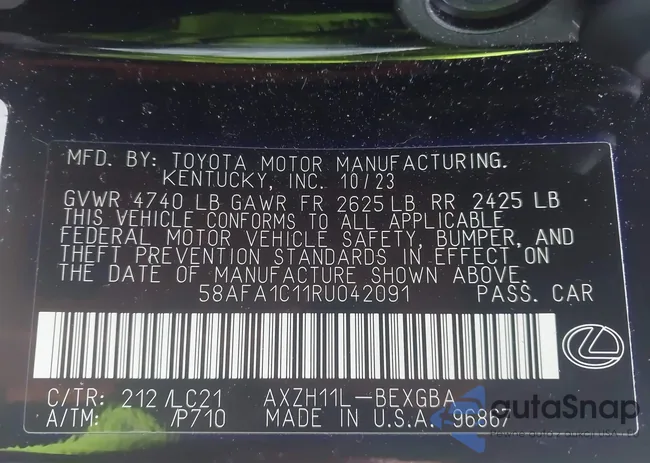 MFD. BY: TOYOTA MOTOR MANUFACTURING.
KENTUCKY, INC. 10/23
GVWR 4740 LB GAWR FR 2625 LB RR 2425 LB
THIS VEHICLE CONFORMS TO ALL APPLICABLE
FEDERAL MOTOR VEHICLE SAFETY, BUMPER, AND
THEFT PREVENTION STANDARDS IN EFFECT ON
THE DATE OF MANUFACTURE SHOWN ABOVE.
58AFA1C11RU042091 PASS. CAR
C/TR: 212 /LC21 AXZH11L-BEXGBA
A/TM: /P710 MADE IN U.S.A. 96867
autaSnap